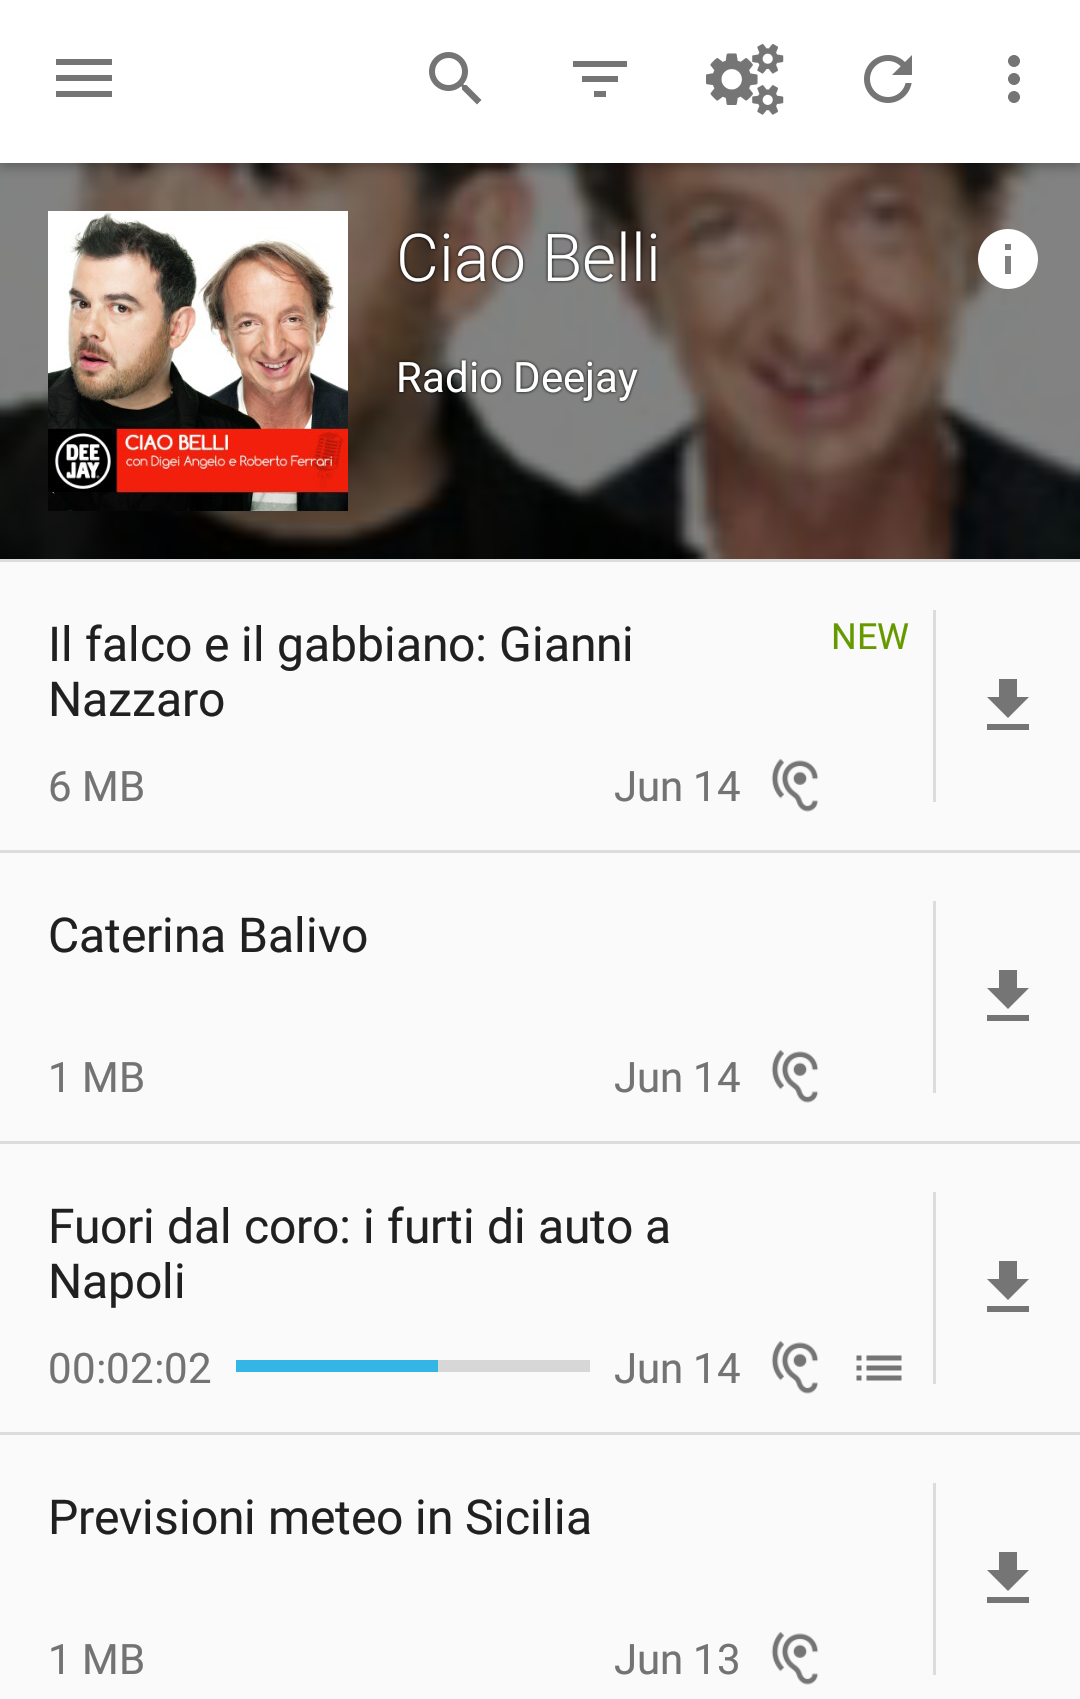 Ciao Belli
Radio Deejay
DEE
JAY
CIAO BELLI
con Digei Angelo e Roberto Ferrari
Il falco e il gabbiano: Gianni
Nazzaro
NEW
6 MB
Jun 14
Caterina Balivo
1 MB
Jun 14
Fuori dal coro: i furti di auto a
Napoli
00:02:02
Jun 14
Previsioni meteo in Sicilia
1 MB
Jun 13